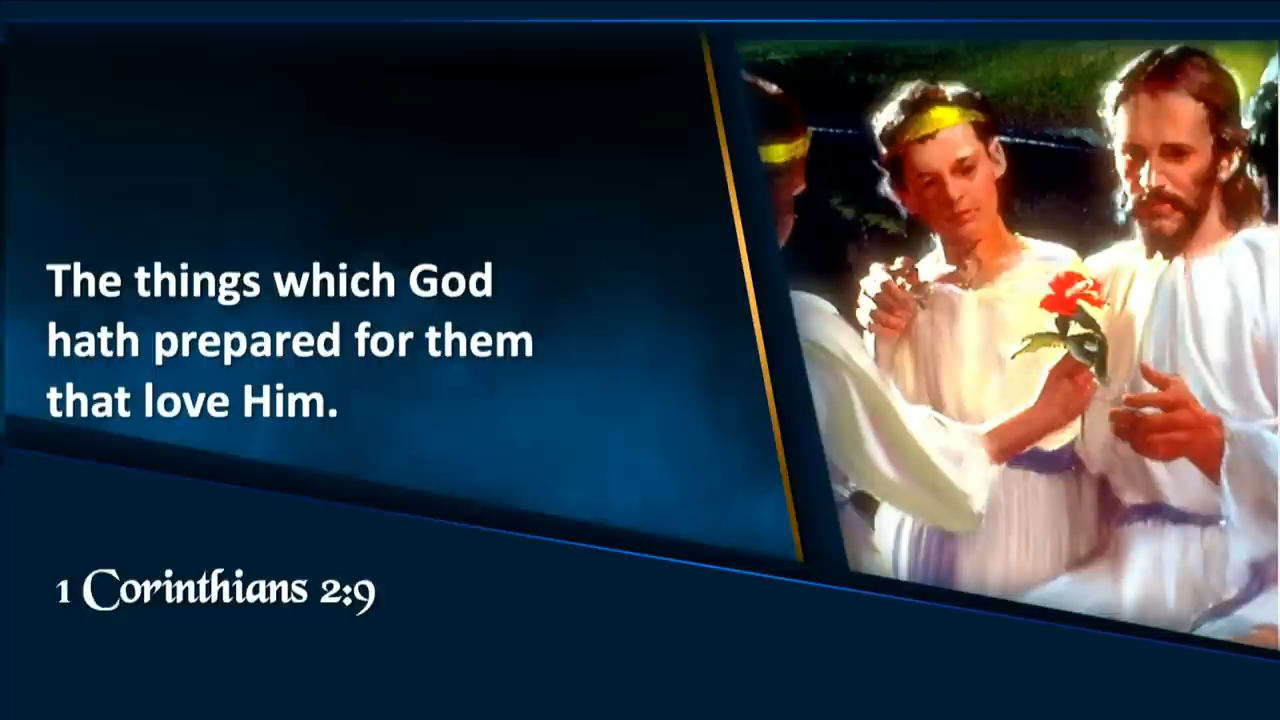 The things which God
hath prepared for them
that love Him.
1 Corinthians 2:9